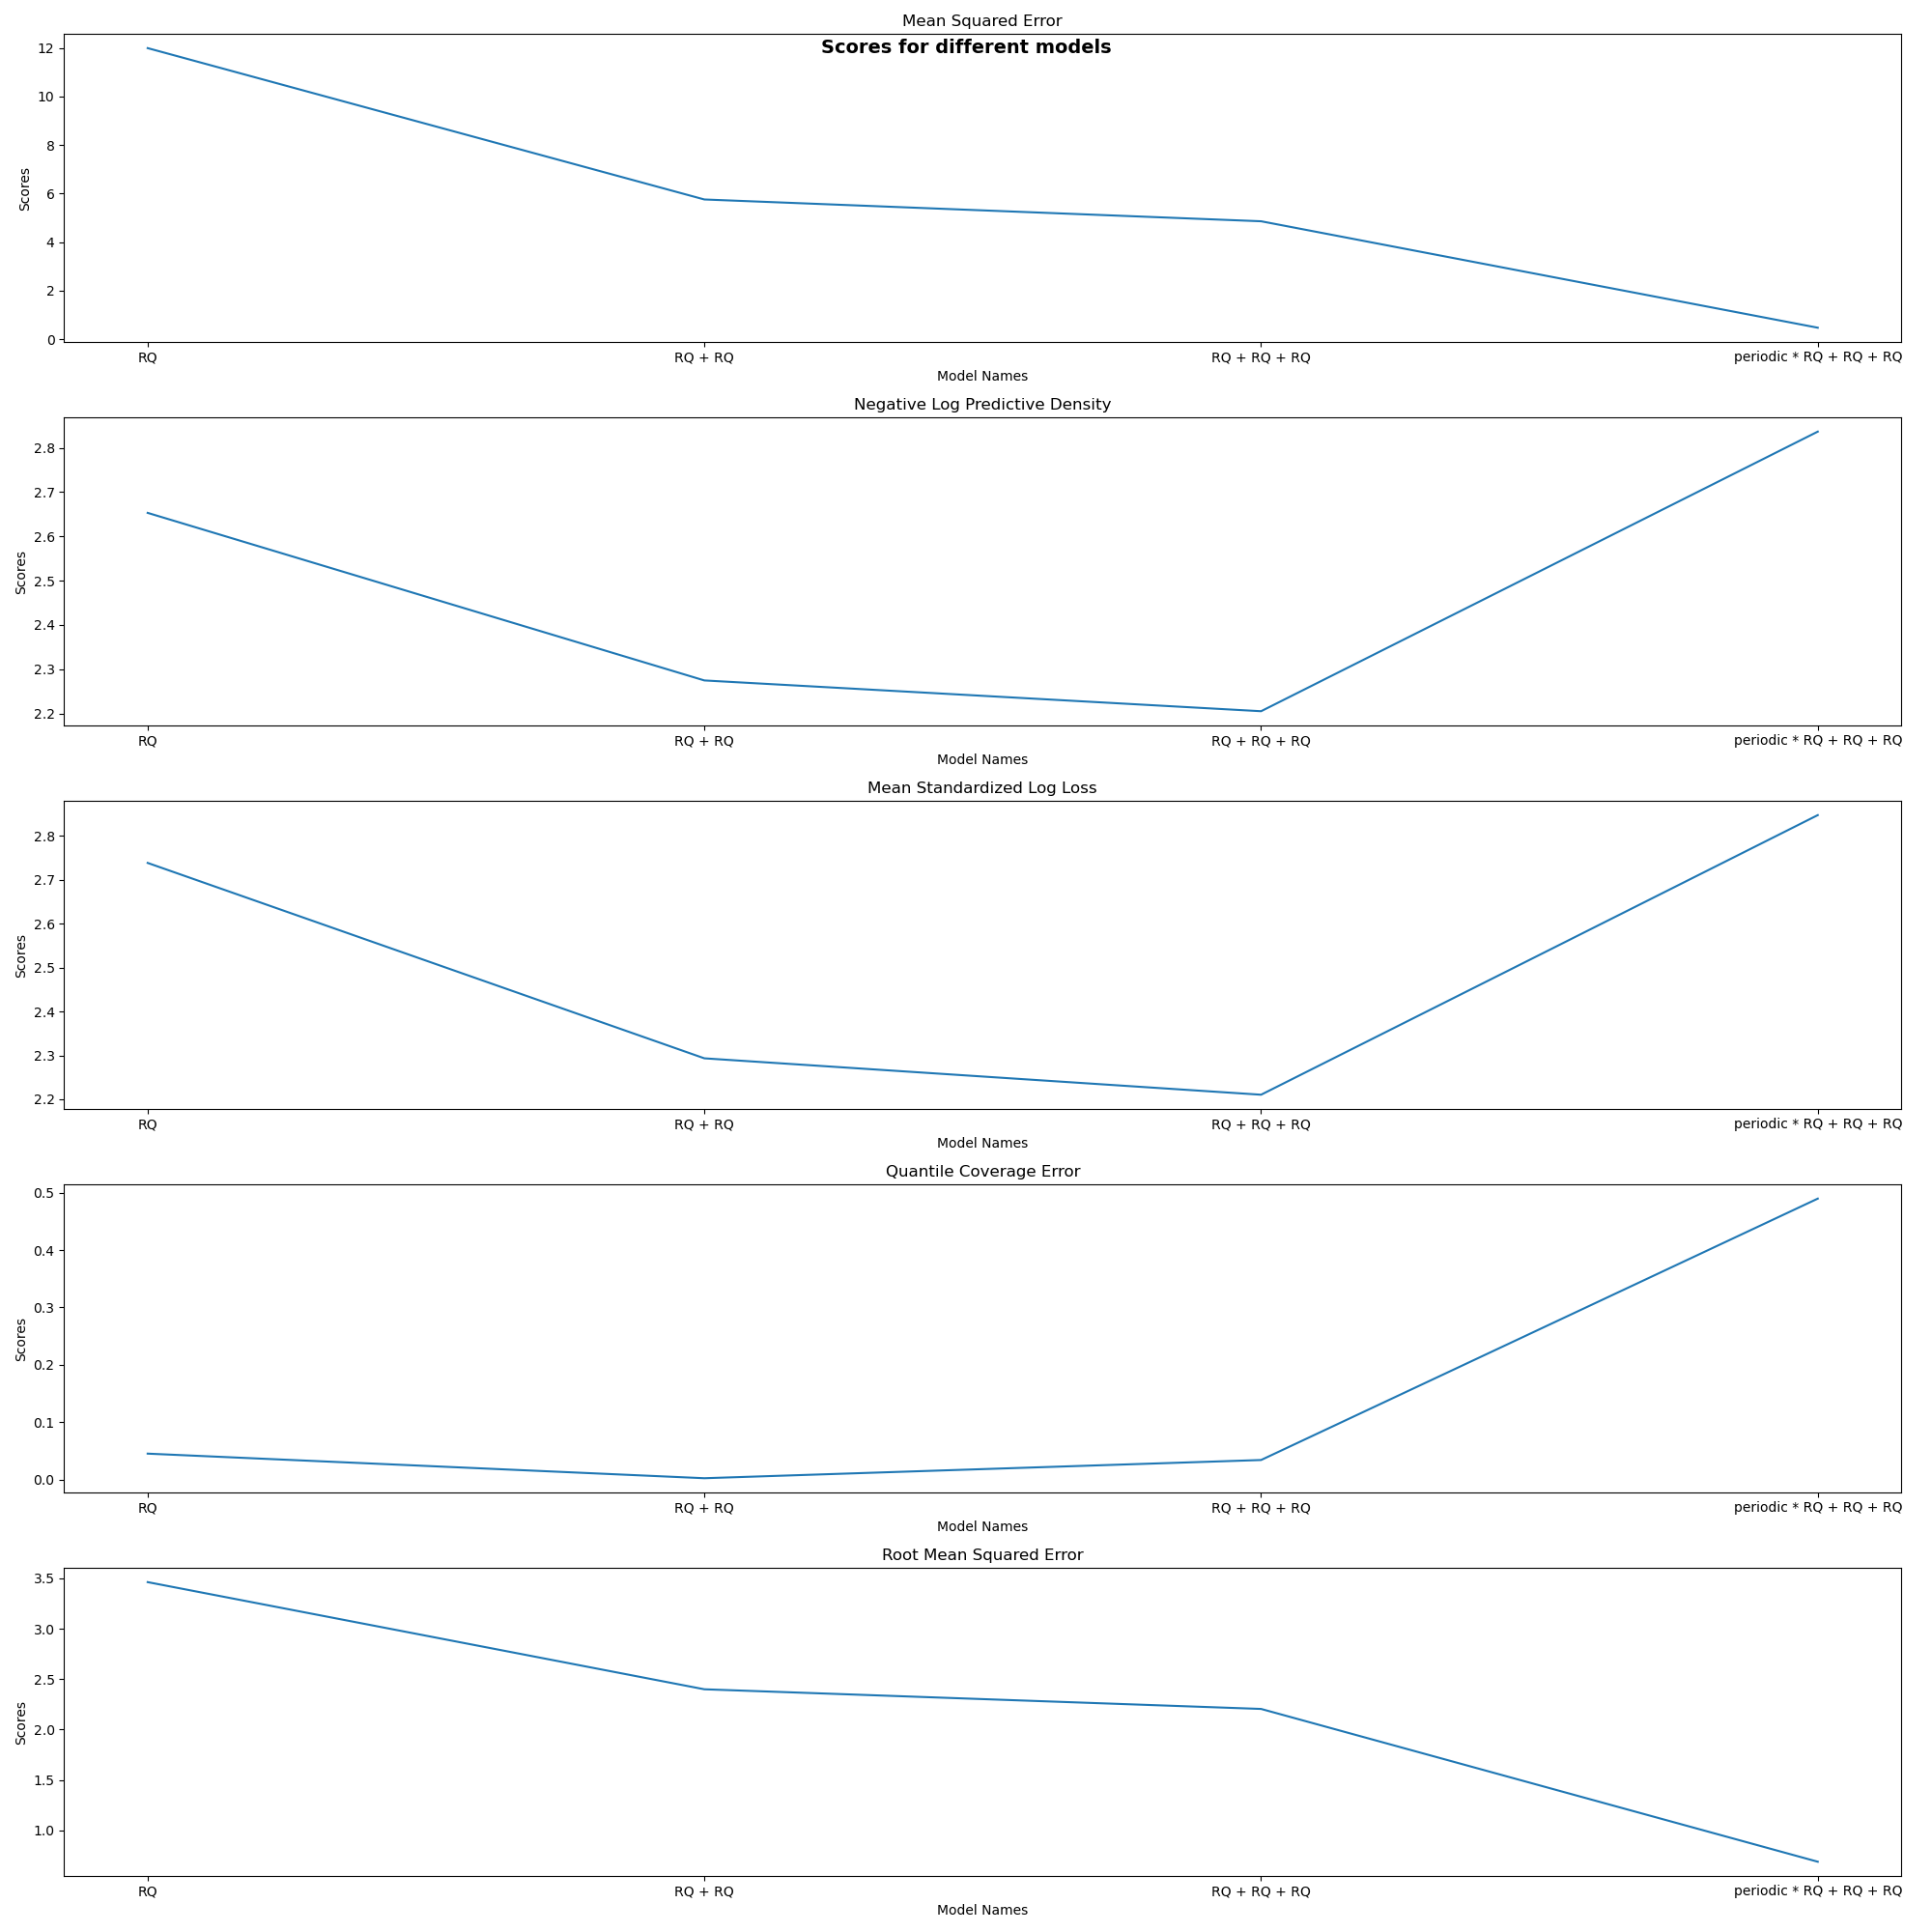 Mean Squared Error
Scores for different models
12
10
8
6
4
2
0
Scores
RQ
RQ + RQ
RQ + RQ + RQ
periodic * RQ + RQ + RQ
Model Names
Negative Log Predictive Density
2.8
2.7
2.6
2.5
2.4
2.3
2.2
Scores
RQ
RQ + RQ
RQ + RQ + RQ
periodic * RQ + RQ + RQ
Model Names
Mean Standardized Log Loss
2.8
2.7
2.6
2.5
2.4
2.3
2.2
Scores
RQ
RQ + RQ
RQ + RQ + RQ
periodic * RQ + RQ + RQ
Model Names
Quantile Coverage Error
0.5
0.4
0.3
0.2
0.1
0.0
Scores
RQ
RQ + RQ
RQ + RQ + RQ
periodic * RQ + RQ + RQ
Model Names
Root Mean Squared Error
3.5
3.0
2.5
2.0
1.5
1.0
Scores
RQ
RQ + RQ
RQ + RQ + RQ
periodic * RQ + RQ + RQ
Model Names